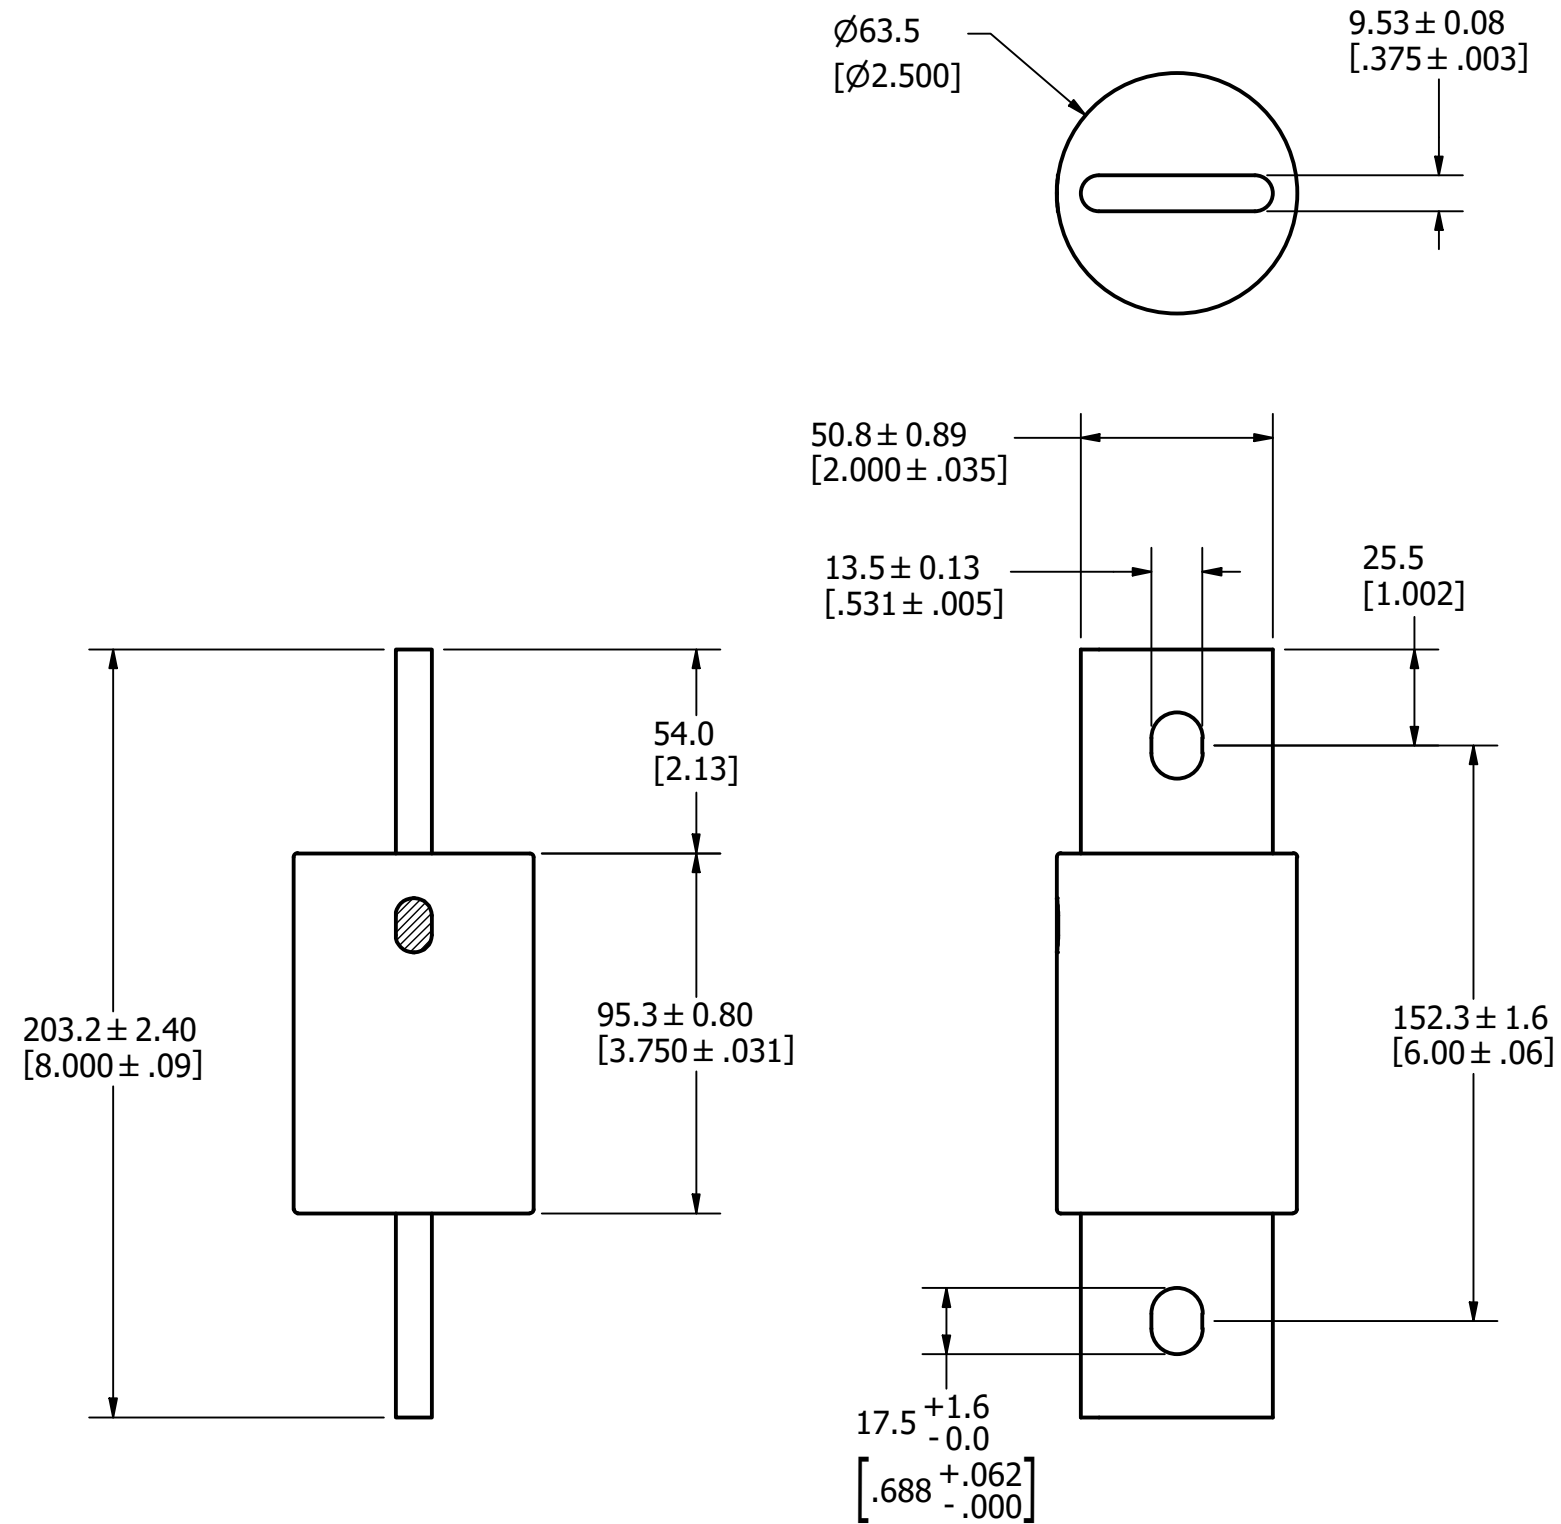 Ø63.5
[Ø2.500]
9.53 ± 0.08
[.375 ± .003]
50.8 ± 0.89
[2.000 ± .035]
13.5 ± 0.13
[.531 ± .005]
25.5
[1.002]
54.0
[2.13]
203.2 ± 2.40
[8.000 ± .09]
95.3 ± 0.80
[3.750 ± .031]
152.3 ± 1.6
[6.00 ± .06]
17.5 +1.6
-0.0
[.688 +.062
-.000]